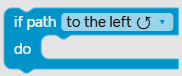 if path to the left ↺
do